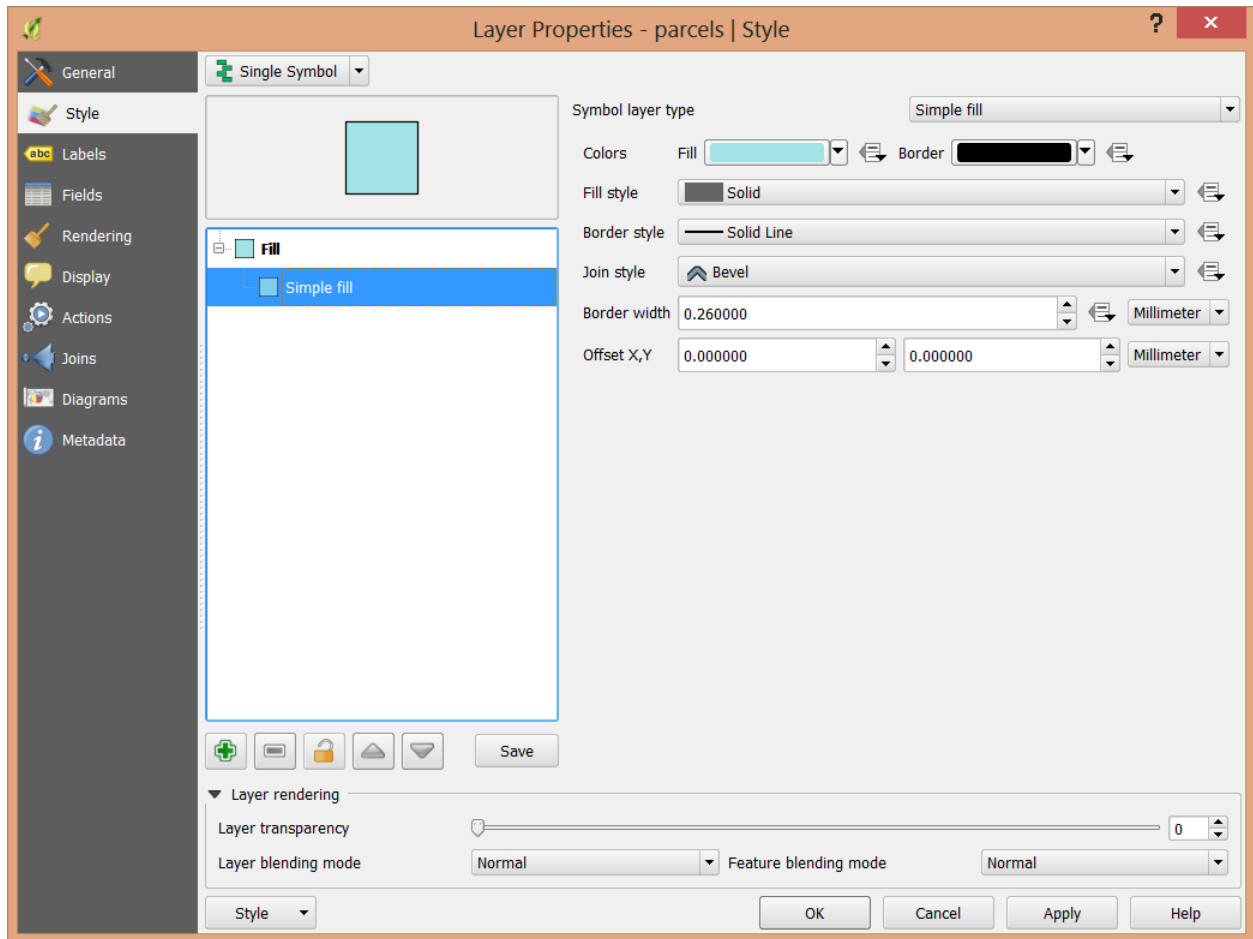 Layer Properties - parcels | Style
?
General
Style
abc Labels
Fields
Rendering
Display
Actions
Joins
Diagrams
i Metadata
Single Symbol
Fill
Simple fill
Save
Symbol layer type Simple fill
Colors Fill Border
Fill style Solid
Border style Solid Line
Join style Bevel
Border width 0.260000 Millimeter
Offset X,Y 0.000000 0.000000 Millimeter
Layer rendering
Layer transparency 0
Layer blending mode Normal Feature blending mode Normal
Style OK Cancel Apply Help